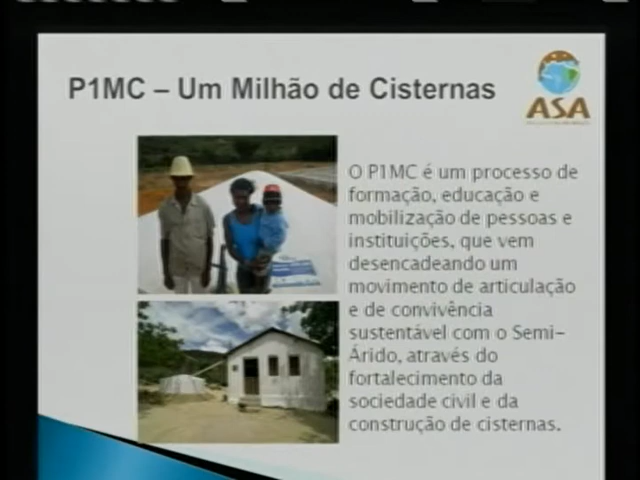 P1MC – Um Milhão de Cisternas
ASA
O P1MC é um processo de
formação, educação e
mobilização de pessoas e
instituições, que vem
desencadeando um
movimento de articulação
e de convivência
sustentável com o Semi-
Árido, através do
fortalecimento da
sociedade civil e da
construção de cisternas.